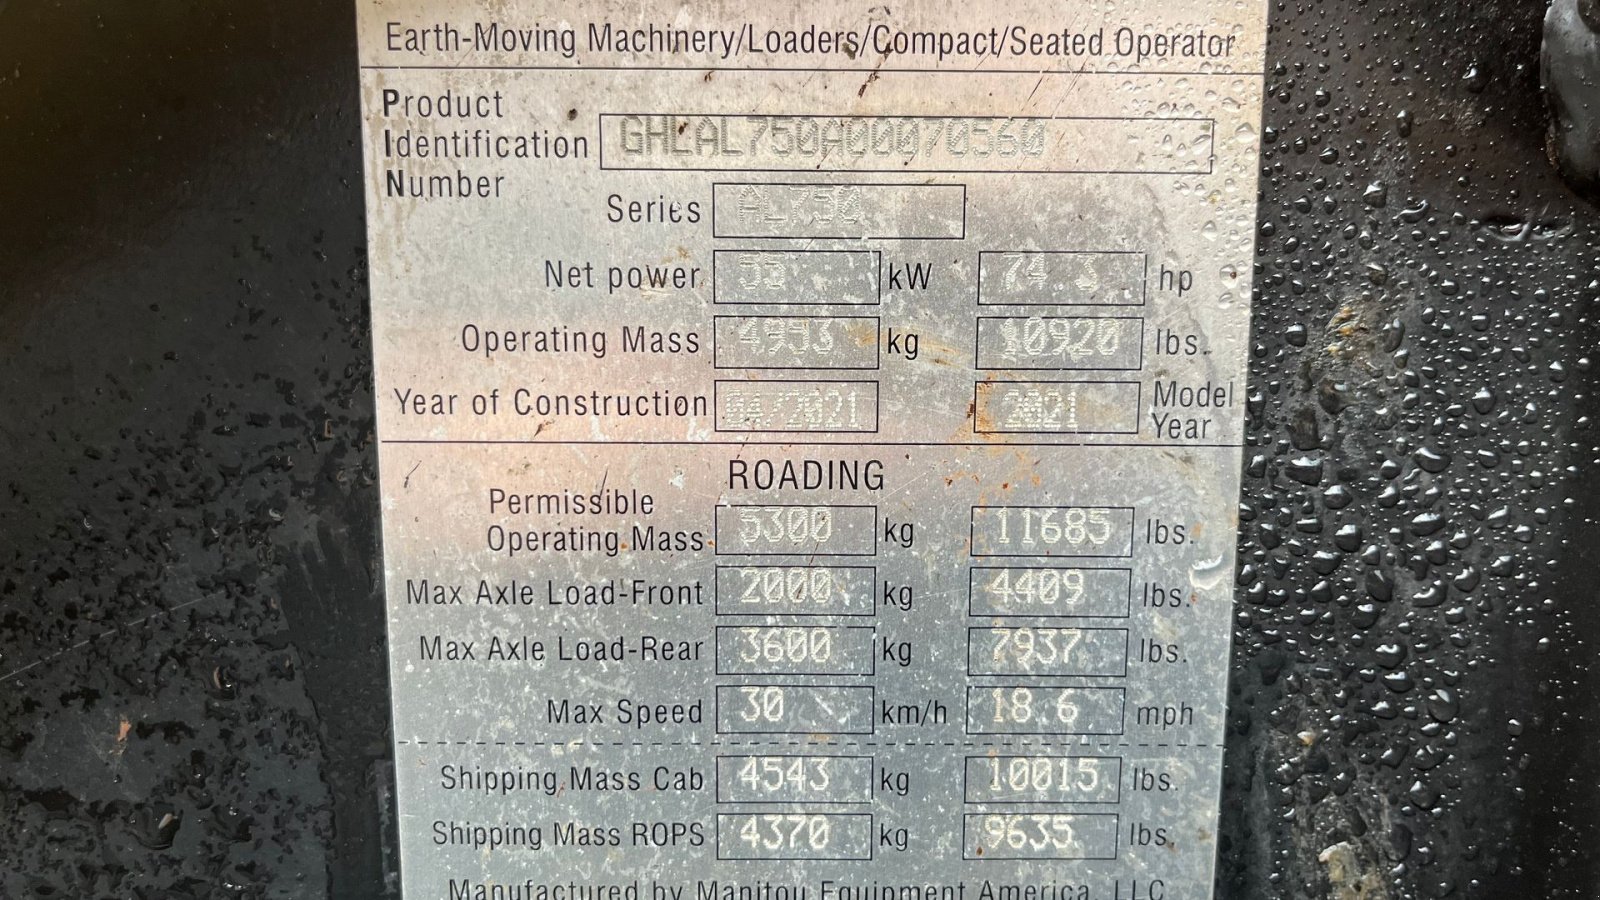 Earth-Moving Machinery/Loaders/Compact/Seated Operator
Product
Identification GHLAL750A00070560
Number
Series AL750
Net power 55 kW 74.3 hp
Operating Mass 4953 kg 10920 lbs.
Year of Construction 04/2021 2021 Model
Year
ROADING
Permissible
Operating Mass 5300 kg 11685 lbs.
Max Axle Load-Front 2000 kg 4409 lbs.
Max Axle Load-Rear 3600 kg 7937 lbs.
Max Speed 30 km/h 18.6 mph
Shipping Mass Cab 4543 kg 10015 lbs.
Shipping Mass ROPS 4370 kg 9635 lbs.
Manufactured by Manitou Equipment America, LLC